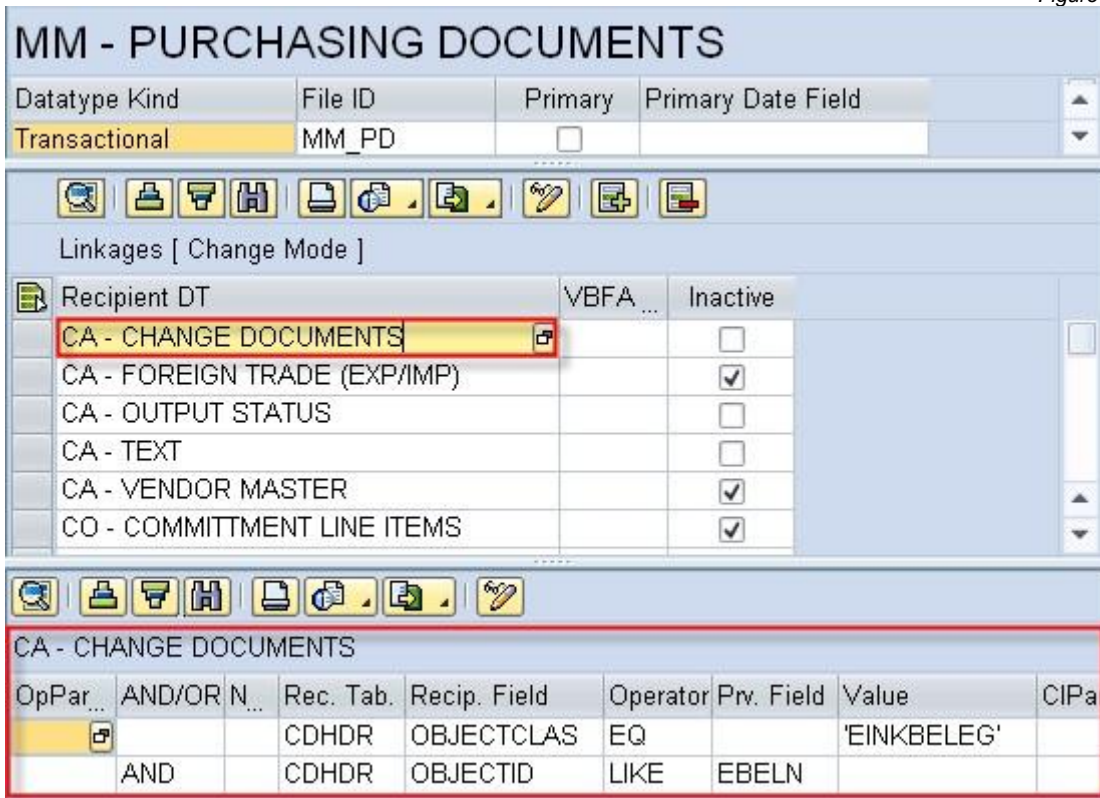 Figure
MM - PURCHASING DOCUMENTS
Datatype Kind File ID Primary Primary Date Field
Transactional MM_PD
Linkages [ Change Mode ]
Recipient DT VBFA ... Inactive
CA - CHANGE DOCUMENTS
CA - FOREIGN TRADE (EXP/IMP)
CA - OUTPUT STATUS
CA - TEXT
CA - VENDOR MASTER
CO - COMMITTMENT LINE ITEMS
CA - CHANGE DOCUMENTS
OpPar... AND/OR N... Rec. Tab. Recip. Field Operator Prv. Field Value ClPa
CDHDR OBJECTCLAS EQ 'EINKBELEG'
AND CDHDR OBJECTID LIKE EBELN